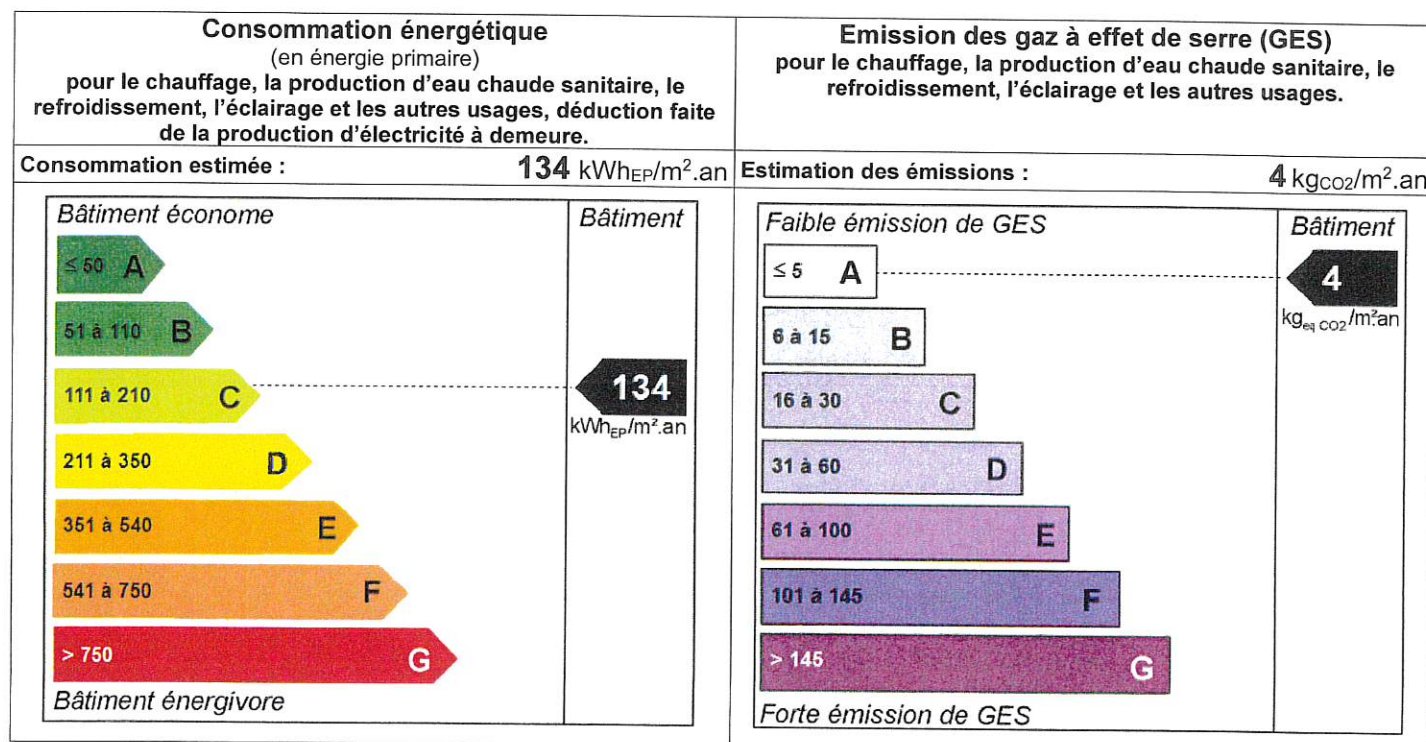 Consommation énergétique
(en énergie primaire)
pour le chauffage, la production d'eau chaude sanitaire, le
refroidissement, l'éclairage et les autres usages, déduction faite
de la production d'électricité à demeure.
Consommation estimée : 134 kWhEP/m².an
Bâtiment économe
Bâtiment
≤ 50 A
51 à 110 B
111 à 210 C
134
kWhEP/m².an
211 à 350 D
351 à 540 E
541 à 750 F
> 750 G
Bâtiment énergivore
Emission des gaz à effet de serre (GES)
pour le chauffage, la production d'eau chaude sanitaire, le
refroidissement, l'éclairage et les autres usages.
Estimation des émissions : 4 kgCO2/m².an
Faible émission de GES
Bâtiment
≤ 5 A
4
kgeq CO2/m².an
6 à 15 B
16 à 30 C
31 à 60 D
61 à 100 E
101 à 145 F
> 145 G
Forte émission de GES